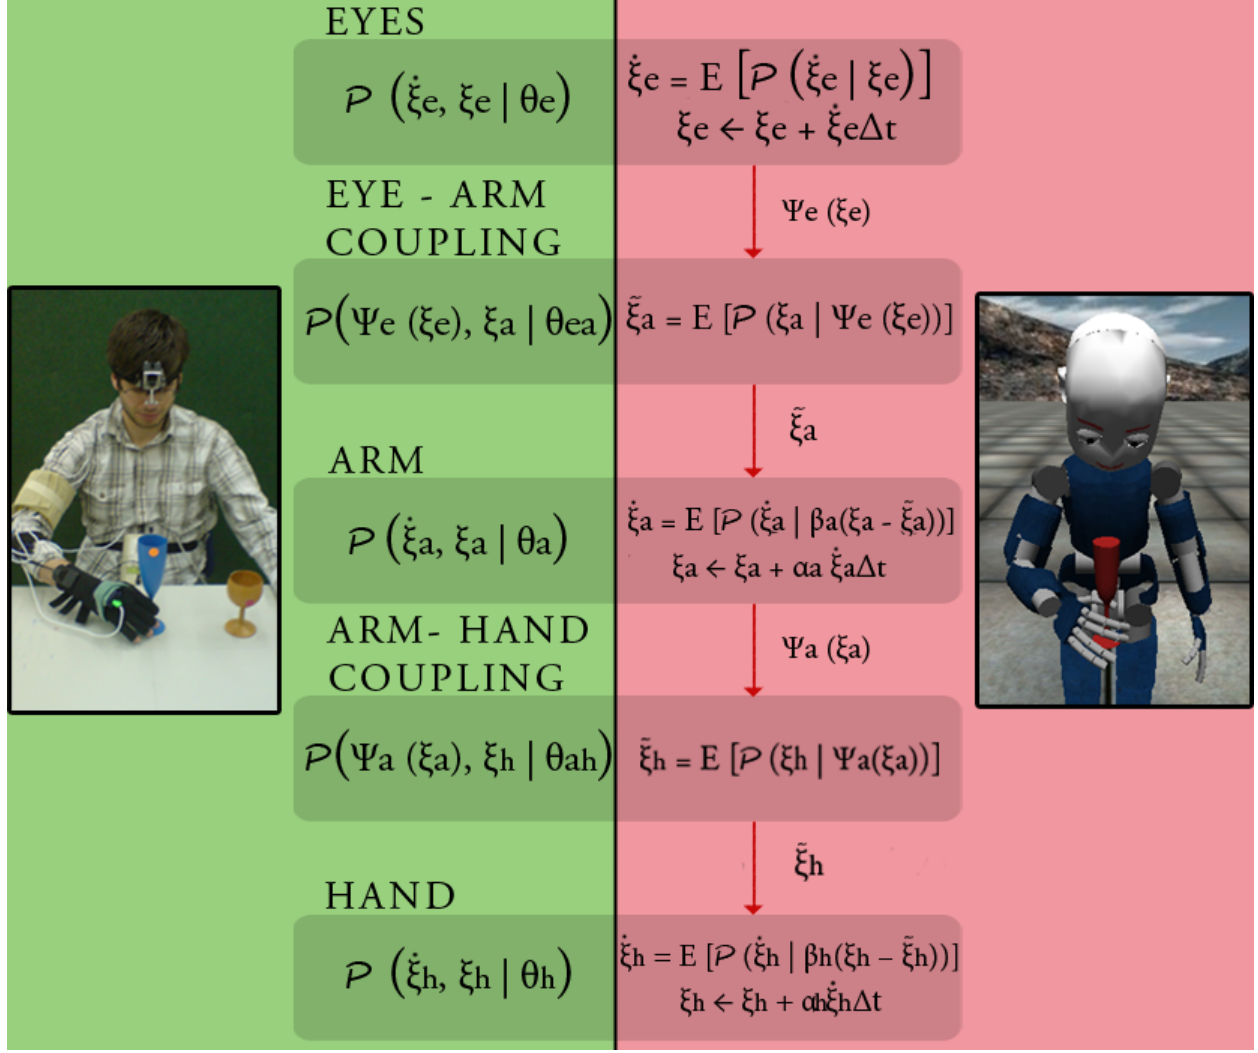 EYES
𝒫 (ξ̇e, ξe | θe)
ξ̇e = E [𝒫 (ξ̇e | ξe)]
ξe ← ξe + ξ̇eΔt
Ψe (ξe)
EYE - ARM
COUPLING
𝒫(Ψe (ξe), ξa | θea)
ξ̃a = E [𝒫 (ξa | Ψe (ξe))]
ξ̃a
ARM
𝒫 (ξ̇a, ξa | θa)
ξ̇a = E [𝒫 (ξ̇a | βa(ξa - ξ̃a))]
ξa ← ξa + αa ξ̇aΔt
Ψa (ξa)
ARM- HAND
COUPLING
𝒫(Ψa (ξa), ξh | θah)
ξ̃h = E [𝒫 (ξh | Ψa(ξa))]
ξ̃h
HAND
𝒫 (ξ̇h, ξh | θh)
ξ̇h = E [𝒫 (ξ̇h | βh(ξh – ξ̃h))]
ξh ← ξh + αhξ̇hΔt